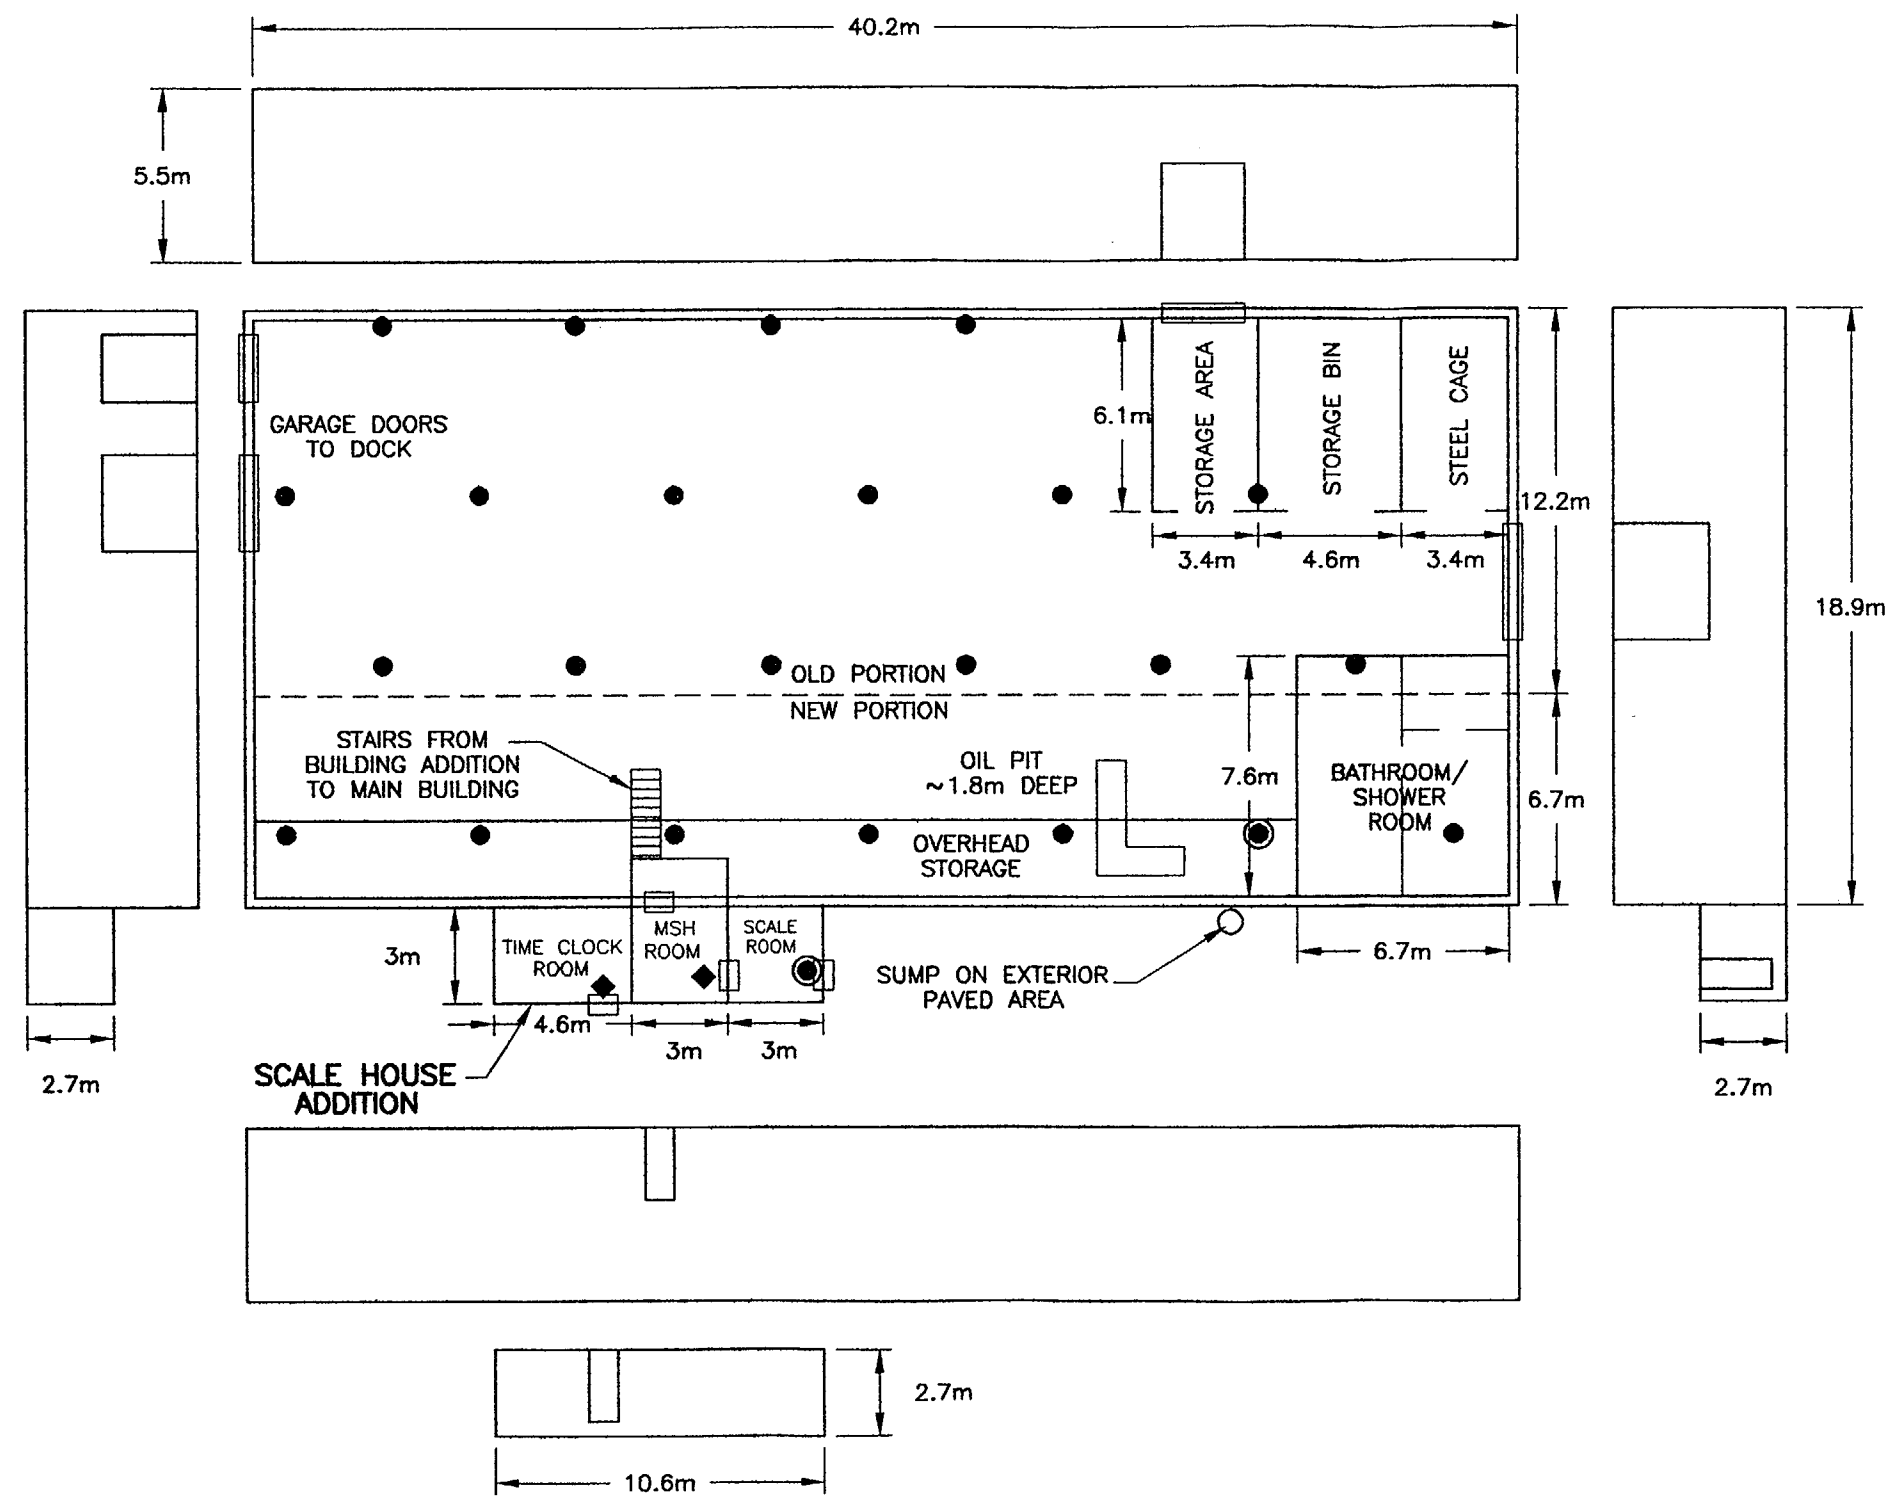 40.2m
5.5m
GARAGE DOORS
TO DOCK
6.1m
STORAGE AREA
STORAGE BIN
STEEL CAGE
12.2m
3.4m
4.6m
3.4m
18.9m
OLD PORTION
NEW PORTION
STAIRS FROM
BUILDING ADDITION
TO MAIN BUILDING
OIL PIT
~1.8m DEEP
7.6m
BATHROOM/
SHOWER
ROOM
6.7m
OVERHEAD
STORAGE
3m
TIME CLOCK
ROOM
MSH
ROOM
SCALE
ROOM
SUMP ON EXTERIOR
PAVED AREA
6.7m
4.6m
3m
3m
SCALE HOUSE
ADDITION
2.7m
2.7m
2.7m
10.6m